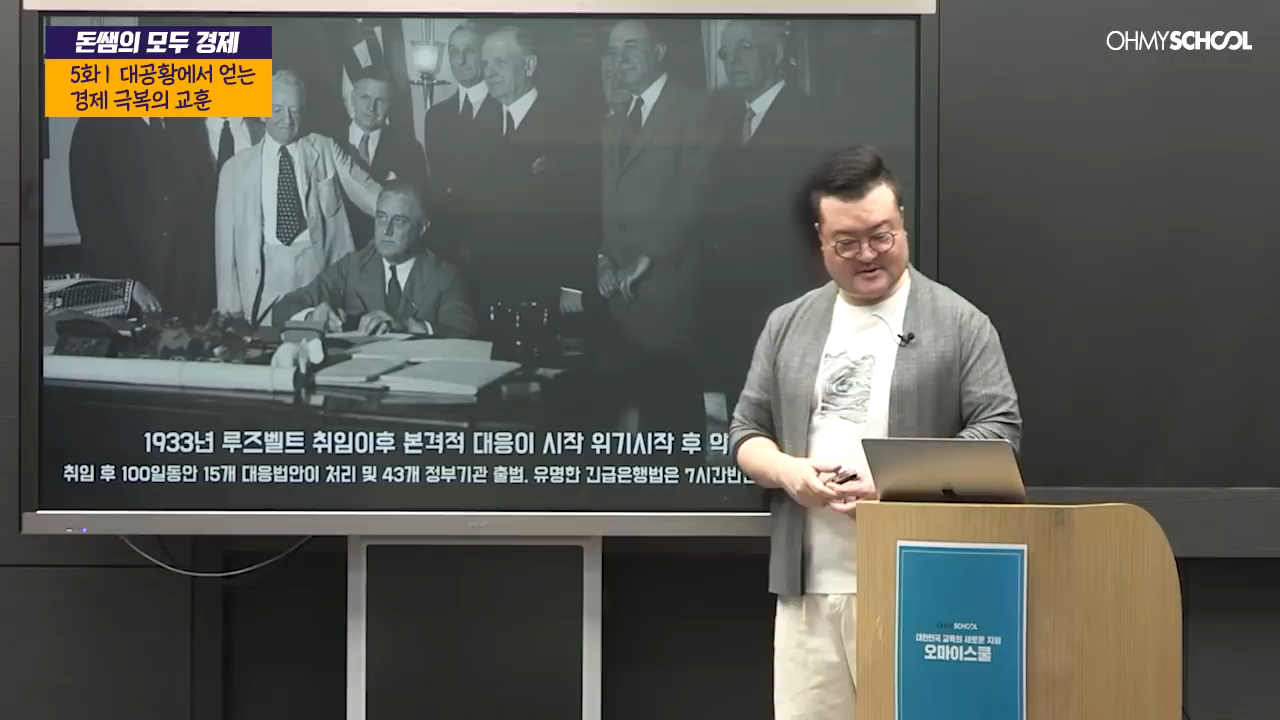 돈쌤의 모두 경제
5화ㅣ 대공황에서 얻는
경제 극복의 교훈
OHMYSCHOOL
1933년 루즈벨트 취임이후 본격적 대응이 시작 위기시작 후 의
취임 후 100일동안 15개 대응법안이 처리 및 43개 정부기관 출범. 유명한 긴급은행법은 7시간반만
OHMYSCHOOL
대한민국 교육의 새로운 지평
오마이스쿨